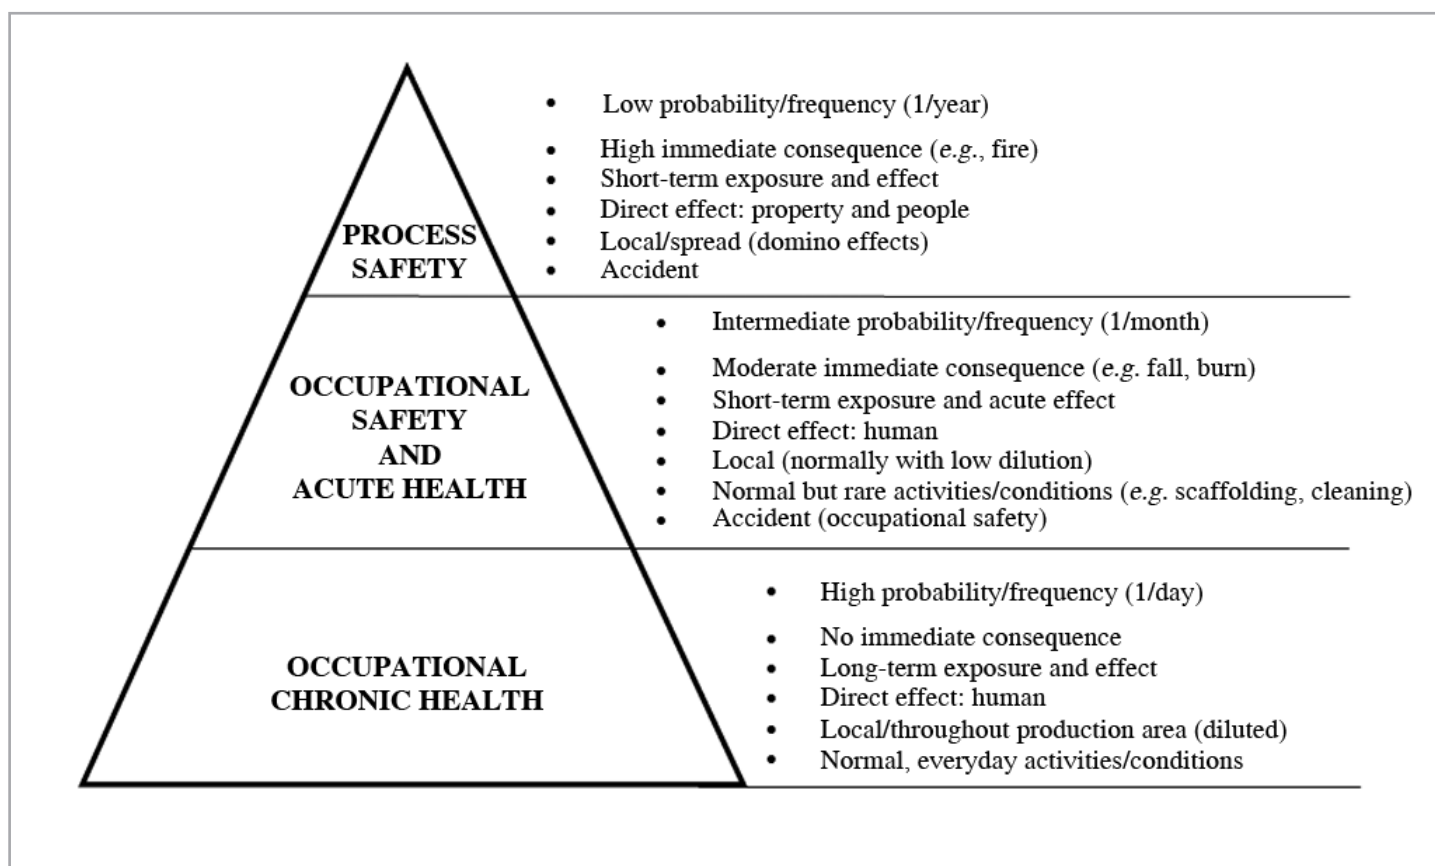 • Low probability/frequency (1/year)
• High immediate consequence (e.g., fire)
• Short-term exposure and effect
• Direct effect: property and people
• Local/spread (domino effects)
• Accident
PROCESS
SAFETY
• Intermediate probability/frequency (1/month)
• Moderate immediate consequence (e.g. fall, burn)
• Short-term exposure and acute effect
• Direct effect: human
• Local (normally with low dilution)
• Normal but rare activities/conditions (e.g. scaffolding, cleaning)
• Accident (occupational safety)
OCCUPATIONAL
SAFETY
AND
ACUTE HEALTH
• High probability/frequency (1/day)
• No immediate consequence
• Long-term exposure and effect
• Direct effect: human
• Local/throughout production area (diluted)
• Normal, everyday activities/conditions
OCCUPATIONAL
CHRONIC HEALTH